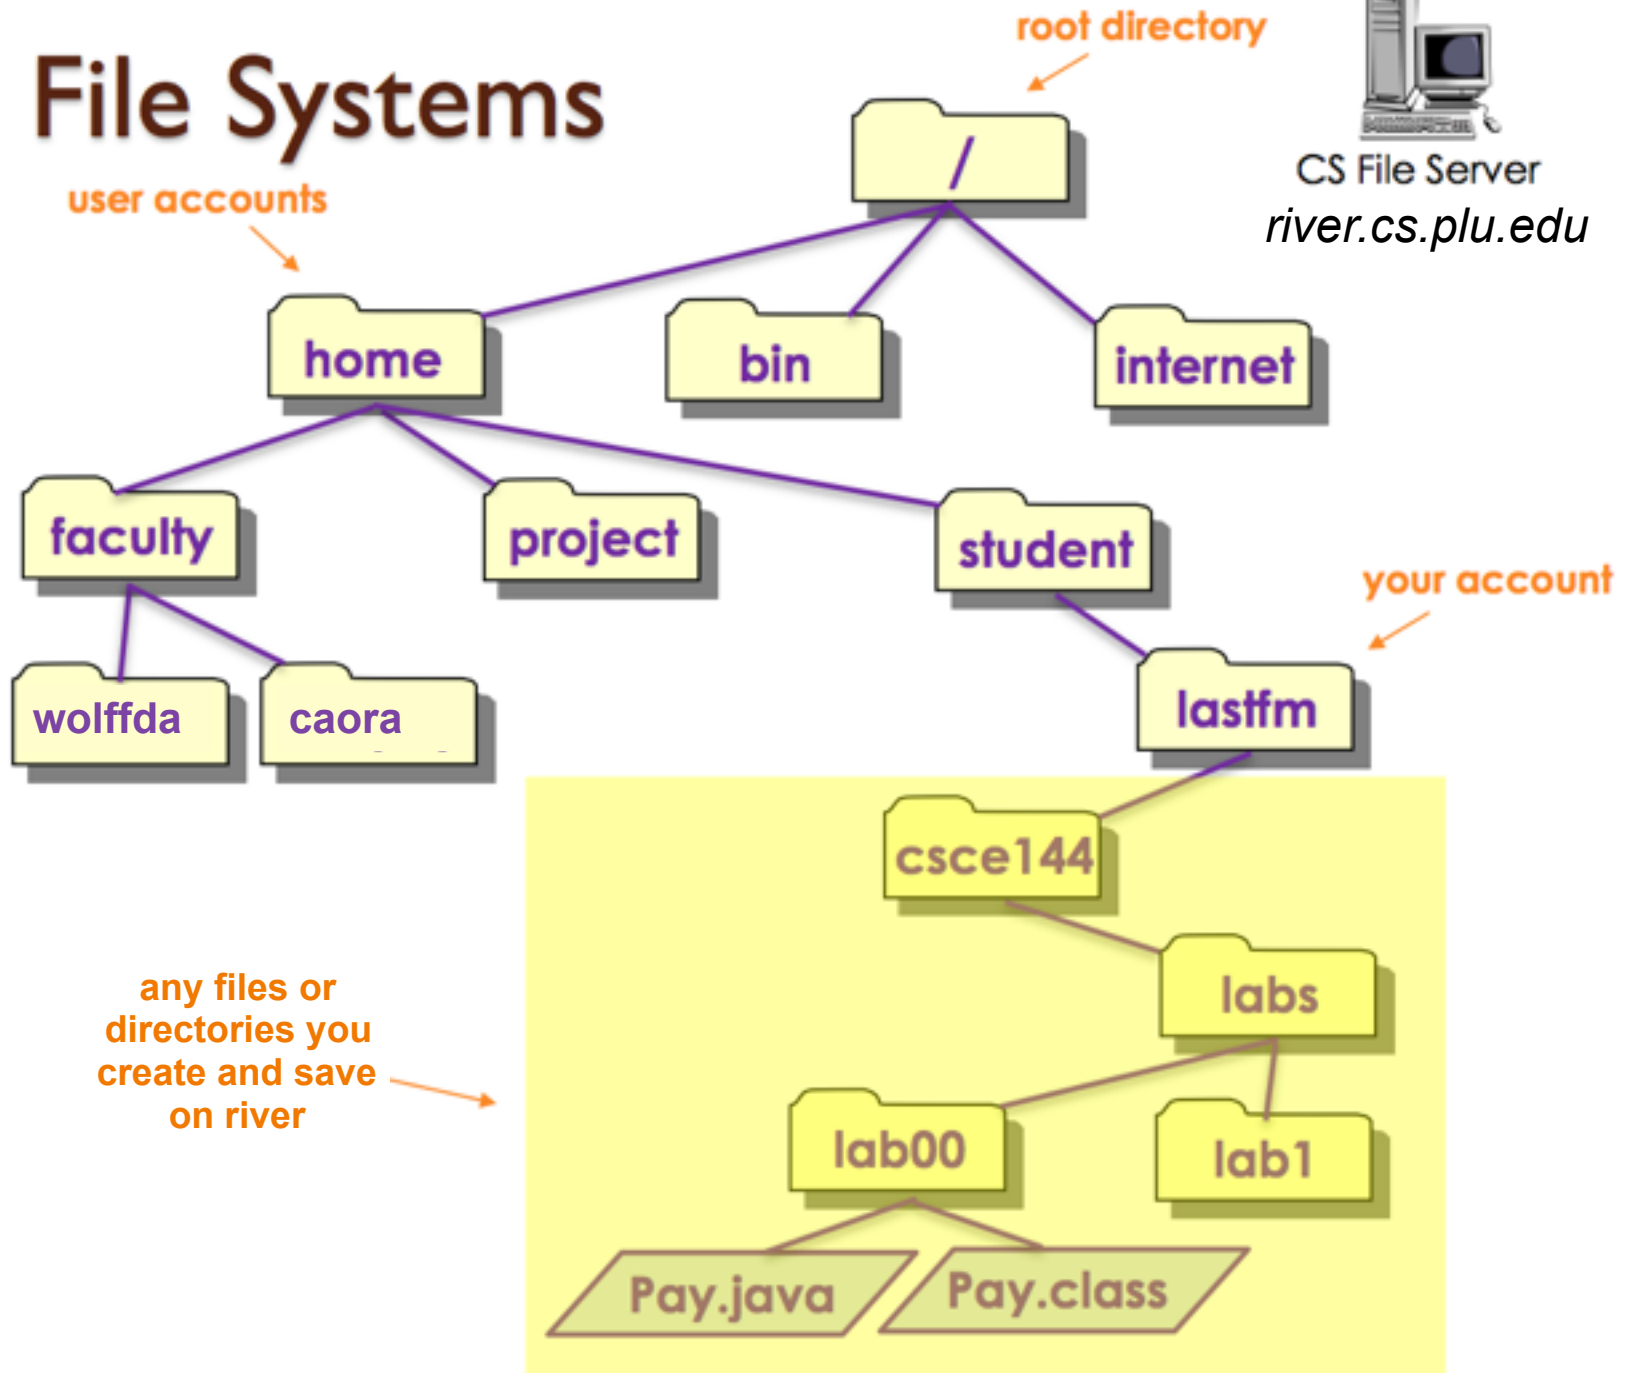 root directory
File Systems
/
CS File Server
river.cs.plu.edu
user accounts
home
bin
internet
faculty
project
student
your account
wolffda
caora
lastfm
csce144
labs
any files or
directories you
create and save
on river
lab00
lab1
Pay.java
Pay.class